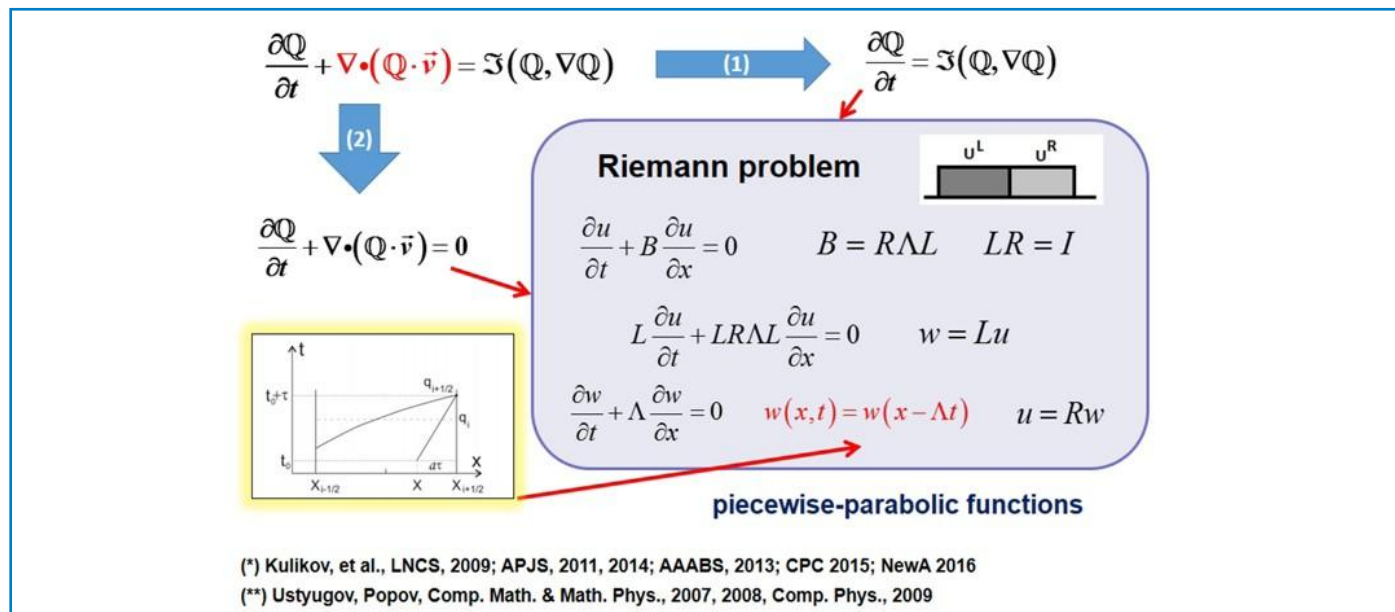 ∂ℚ/∂t + ∇•(ℚ·v⃗) = ℑ(ℚ,∇ℚ) (1) ∂ℚ/∂t = ℑ(ℚ,∇ℚ)
(2)
Riemann problem
U^L U^R
∂ℚ/∂t + ∇•(ℚ·v⃗) = 0
∂u/∂t + B ∂u/∂x = 0 B = RΛL LR = I
L ∂u/∂t + LRΛL ∂u/∂x = 0 w = Lu
∂w/∂t + Λ ∂w/∂x = 0 w(x,t) = w(x−Λt) u = Rw
t
t₀+τ q_{i+1/2}
q_i
t₀ aτ X
X_{i-1/2} X X_{i+1/2}
piecewise-parabolic functions
(*) Kulikov, et al., LNCS, 2009; APJS, 2011, 2014; AAABS, 2013; CPC 2015; NewA 2016
(**) Ustyugov, Popov, Comp. Math. & Math. Phys., 2007, 2008, Comp. Phys., 2009